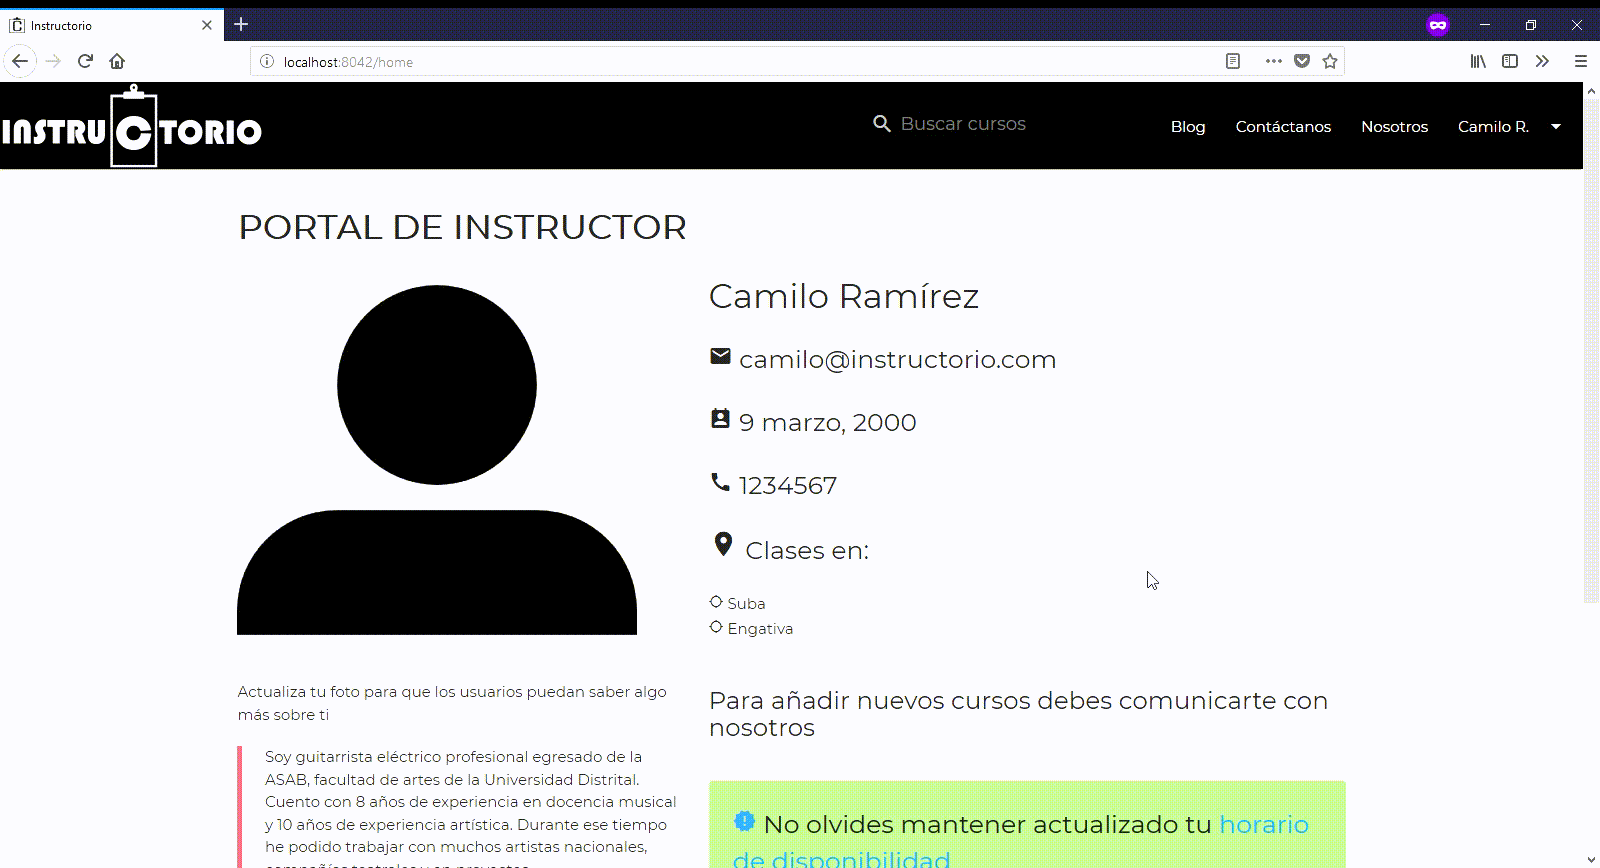 Instructorio
localhost:8042/home
INSTRUCTORIO
Buscar cursos
Blog
Contáctanos
Nosotros
Camilo R.
PORTAL DE INSTRUCTOR
Camilo Ramírez
camilo@instructorio.com
9 marzo, 2000
1234567
Clases en:
Suba
Engativa
Actualiza tu foto para que los usuarios puedan saber algo
más sobre ti
Soy guitarrista eléctrico profesional egresado de la
ASAB, facultad de artes de la Universidad Distrital.
Cuento con 8 años de experiencia en docencia musical
y 10 años de experiencia artística. Durante ese tiempo
he podido trabajar con muchos artistas nacionales,
Para añadir nuevos cursos debes comunicarte con
nosotros
No olvides mantener actualizado tu horario
de disponibilidad